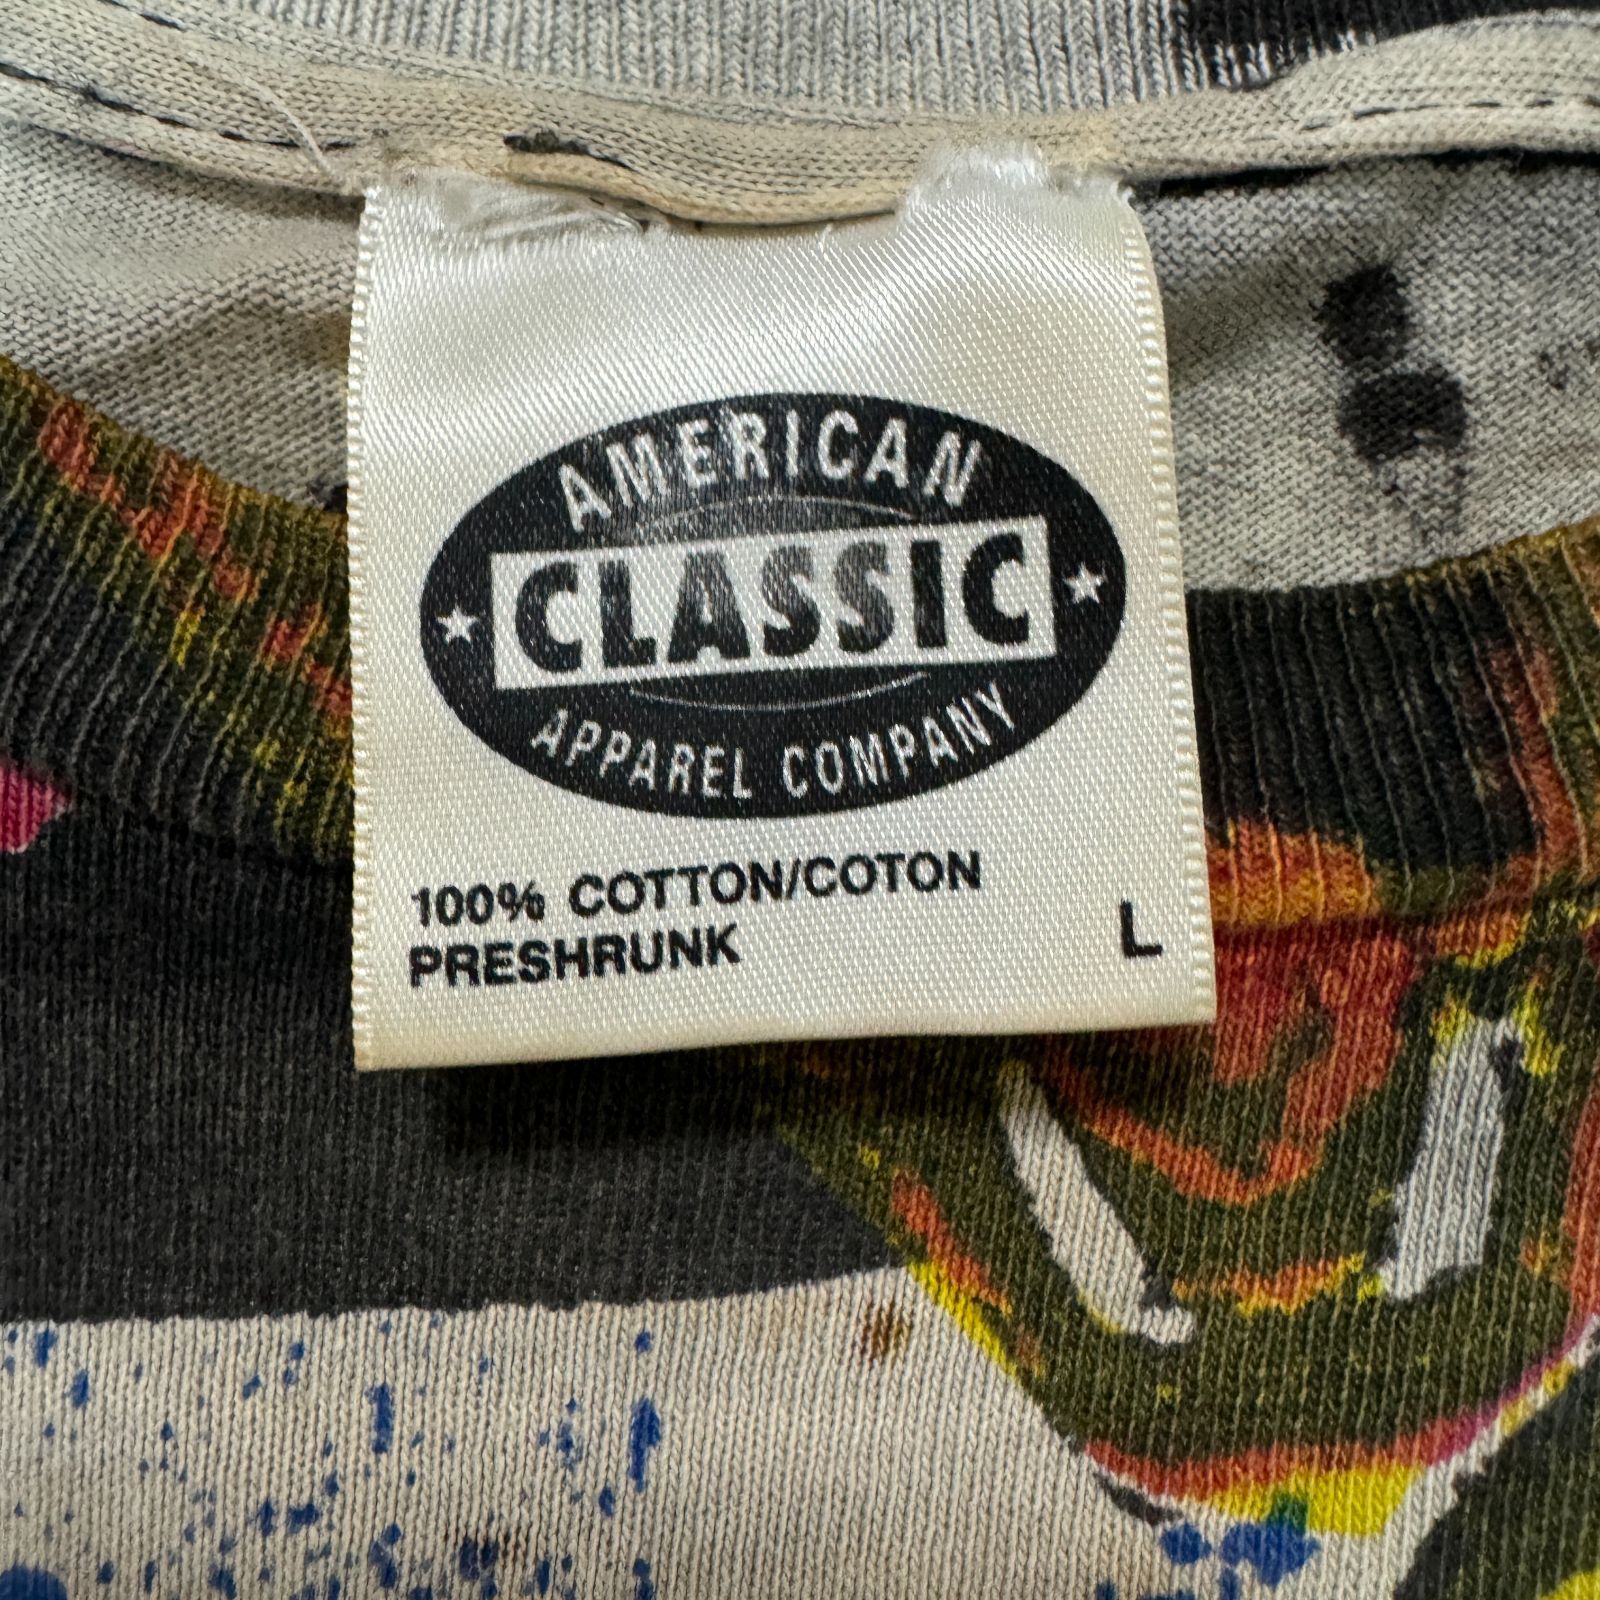 AMERICAN
CLASSIC
APPAREL COMPANY
100% COTTON/COTON
PRESHRUNK
L